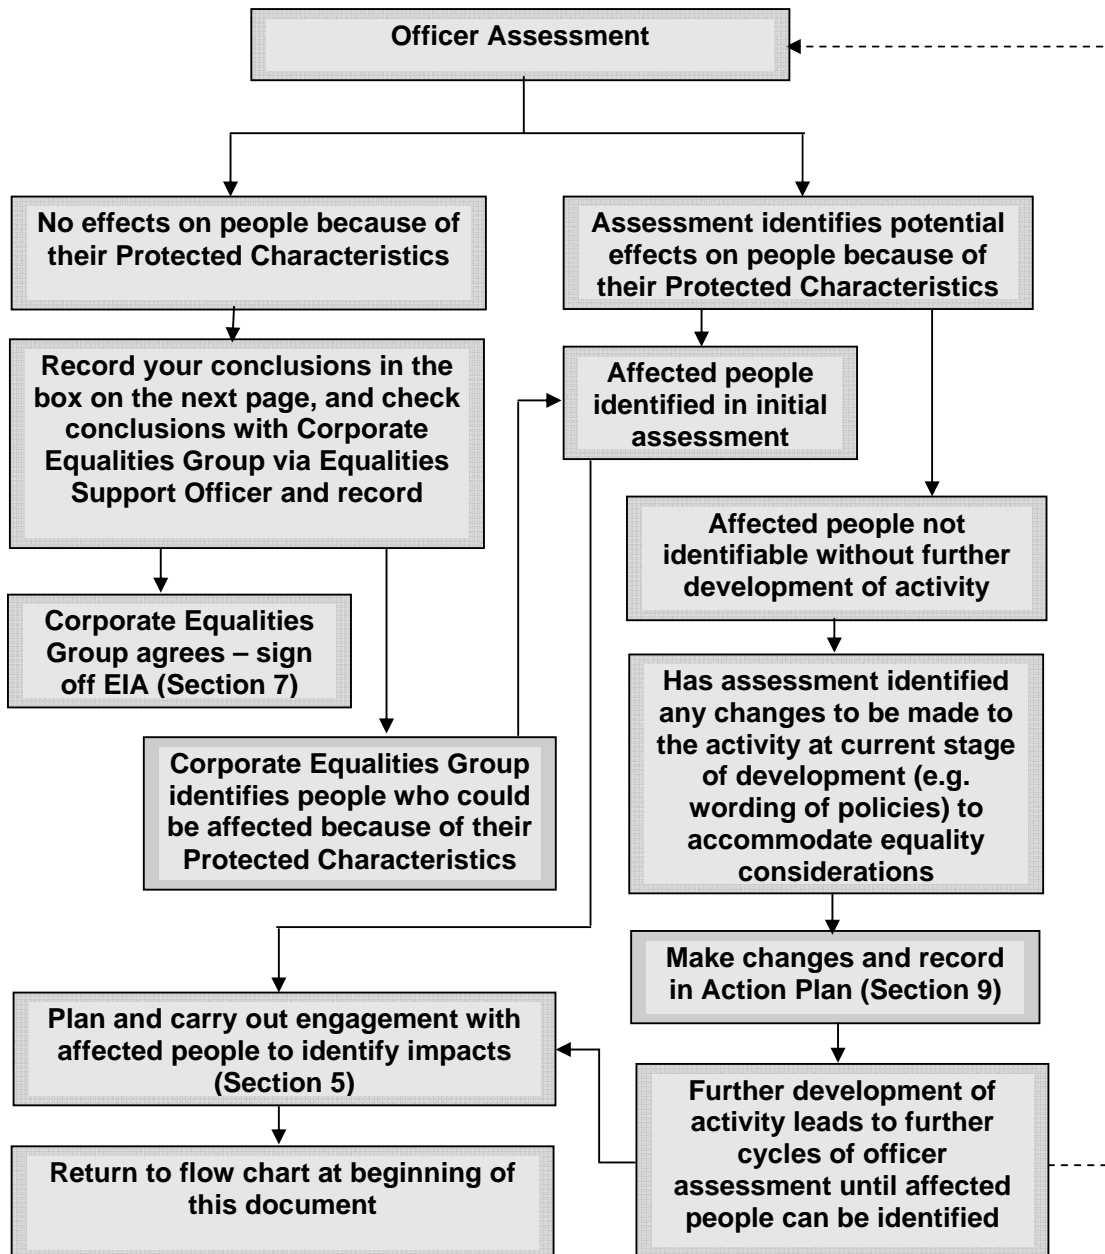 Officer Assessment
No effects on people because of
their Protected Characteristics
Assessment identifies potential
effects on people because of
their Protected Characteristics
Record your conclusions in the
box on the next page, and check
conclusions with Corporate
Equalities Group via Equalities
Support Officer and record
Affected people
identified in initial
assessment
Affected people not
identifiable without further
development of activity
Corporate Equalities
Group agrees – sign
off EIA (Section 7)
Has assessment identified
any changes to be made to
the activity at current stage
of development (e.g.
wording of policies) to
accommodate equality
considerations
Corporate Equalities Group
identifies people who could
be affected because of their
Protected Characteristics
Make changes and record
in Action Plan (Section 9)
Plan and carry out engagement with
affected people to identify impacts
(Section 5)
Further development of
activity leads to further
cycles of officer
assessment until affected
people can be identified
Return to flow chart at beginning of
this document